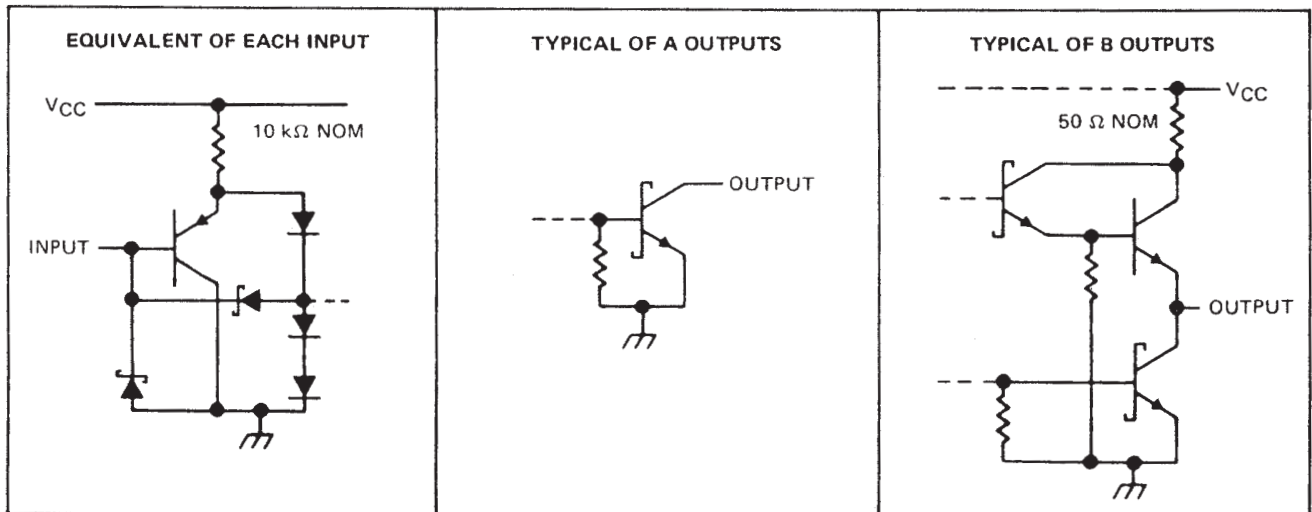 EQUIVALENT OF EACH INPUT
VCC
10 kΩ NOM
INPUT
TYPICAL OF A OUTPUTS
OUTPUT
TYPICAL OF B OUTPUTS
VCC
50 Ω NOM
OUTPUT